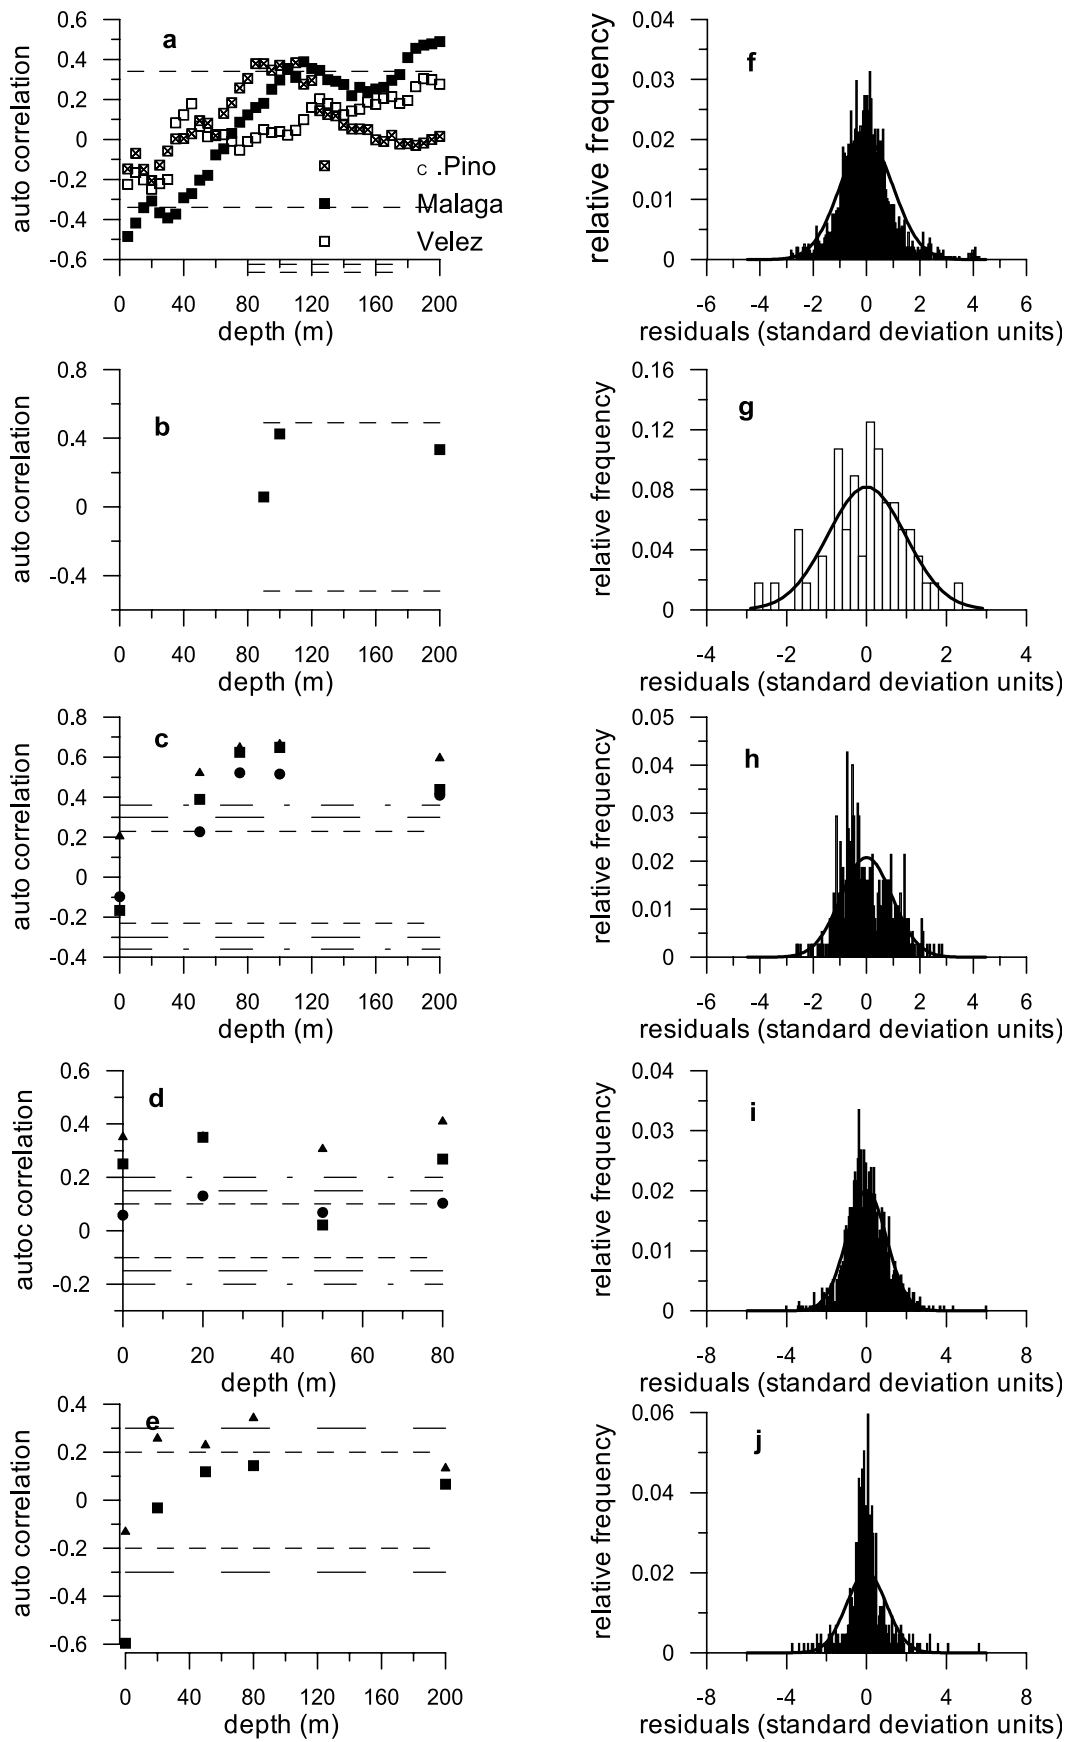 0.6
0.4
0.2
0
-0.2
-0.4
-0.6
auto correlation
a
c .Pino
Malaga
Velez
0 40 80 120 160 200
depth (m)
0.04
0.03
0.02
0.01
0
relative frequency
f
-6 -4 -2 0 2 4 6
residuals (standard deviation units)
0.8
0.4
0
-0.4
auto correlation
b
0 40 80 120 160 200
depth (m)
0.16
0.12
0.08
0.04
0
relative frequency
g
-4 -2 0 2 4
residuals (standard deviation units)
0.8
0.6
0.4
0.2
0
-0.2
-0.4
auto correlation
c
0 40 80 120 160 200
depth (m)
0.05
0.04
0.03
0.02
0.01
0
relative frequency
h
-6 -4 -2 0 2 4 6
residuals (standard deviation units)
0.6
0.4
0.2
0
-0.2
autoc correlation
d
0 20 40 60 80
depth (m)
0.04
0.03
0.02
0.01
0
relative frequency
i
-8 -4 0 4 8
residuals (standard deviation units)
0.4
0.2
0
-0.2
-0.4
-0.6
auto correlation
e
0 40 80 120 160 200
depth (m)
0.06
0.04
0.02
0
relative frequency
j
-8 -4 0 4 8
residuals (standard deviation units)